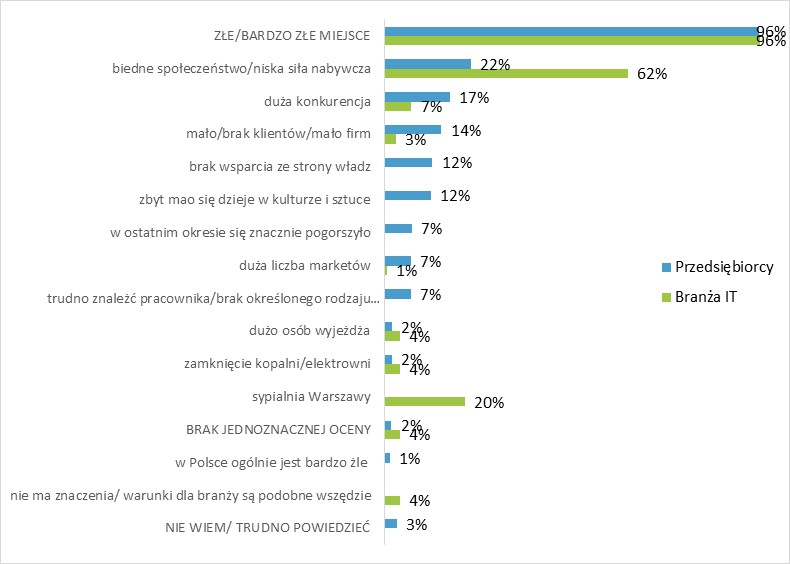 ZŁE/BARDZO ZŁE MIEJSCE 96% 96%
biedne społeczeństwo/niska siła nabywcza 22% 62%
duża konkurencja 17% 7%
mało/brak klientów/mało firm 14% 3%
brak wsparcia ze strony władz 12%
zbyt mao się dzieje w kulturze i sztuce 12%
w ostatnim okresie się znacznie pogorszyło 7%
duża liczba marketów 7% 1%
Przedsiębiorcy
trudno znaleźć pracownika/brak określonego rodzaju... 7%
Branża IT
dużo osób wyjeżdża 2% 4%
zamknięcie kopalni/elektrowni 2% 4%
sypialnia Warszawy 20%
BRAK JEDNOZNACZNEJ OCENY 2% 4%
w Polsce ogólnie jest bardzo żle 1%
nie ma znaczenia/ warunki dla branży są podobne wszędzie 4%
NIE WIEM/ TRUDNO POWIEDZIEĆ 3%